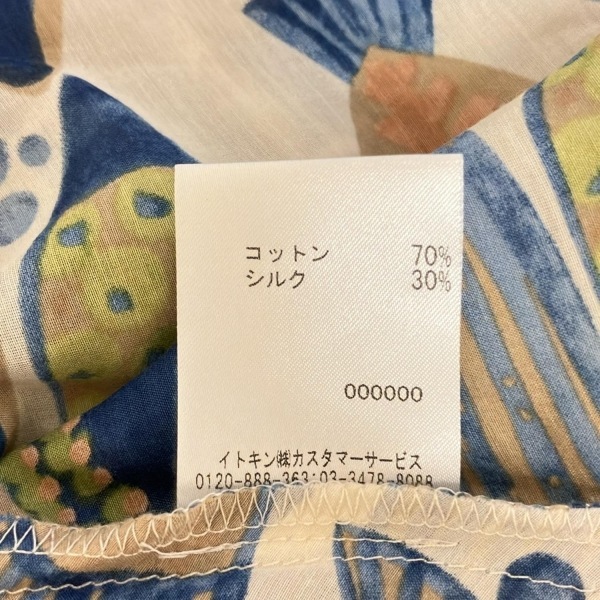 コットン 70%
シルク 30%
000000
イトキン㈱カスタマーサービス
0120-888-363:03-3478-8088